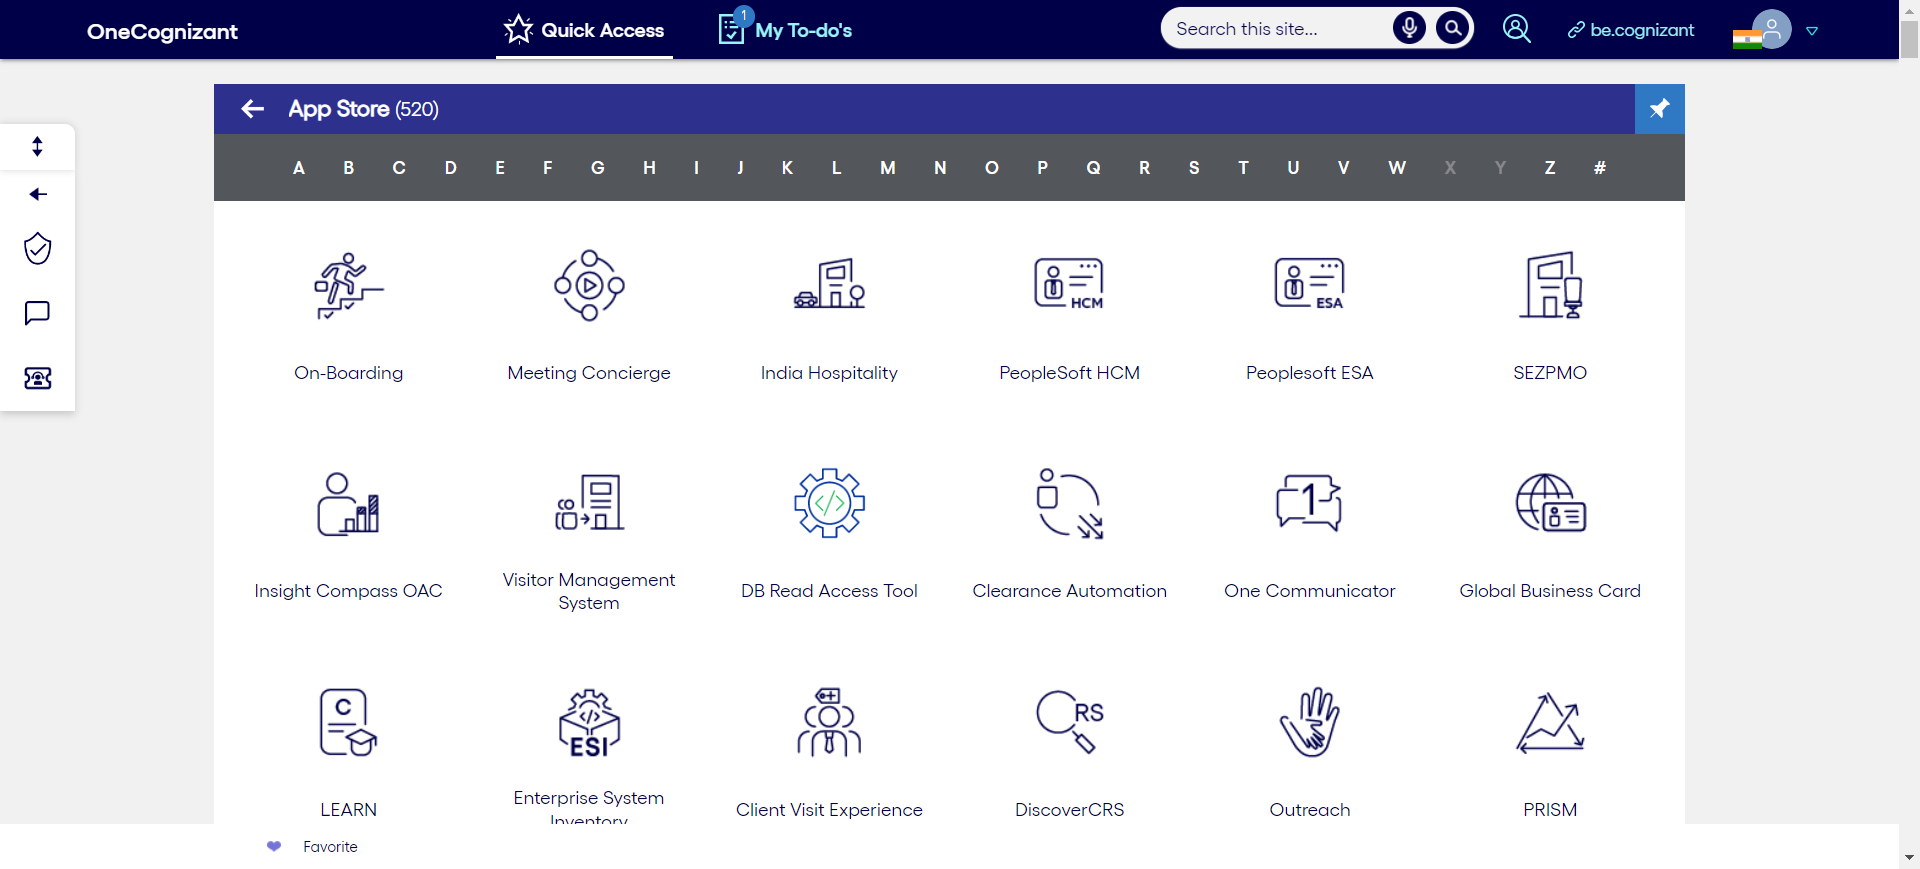 OneCognizant
Quick Access
1
My To-do's
Search this site...
be.cognizant
App Store (520)
A B C D E F G H I J K L M N O P Q R S T U V W X Y Z #
HCM
ESA
On-Boarding
Meeting Concierge
India Hospitality
PeopleSoft HCM
Peoplesoft ESA
SEZPMO
1
Insight Compass OAC
Visitor Management
System
DB Read Access Tool
Clearance Automation
One Communicator
Global Business Card
C
ESI
RS
LEARN
Enterprise System
Inventory
Client Visit Experience
DiscoverCRS
Outreach
PRISM
Favorite